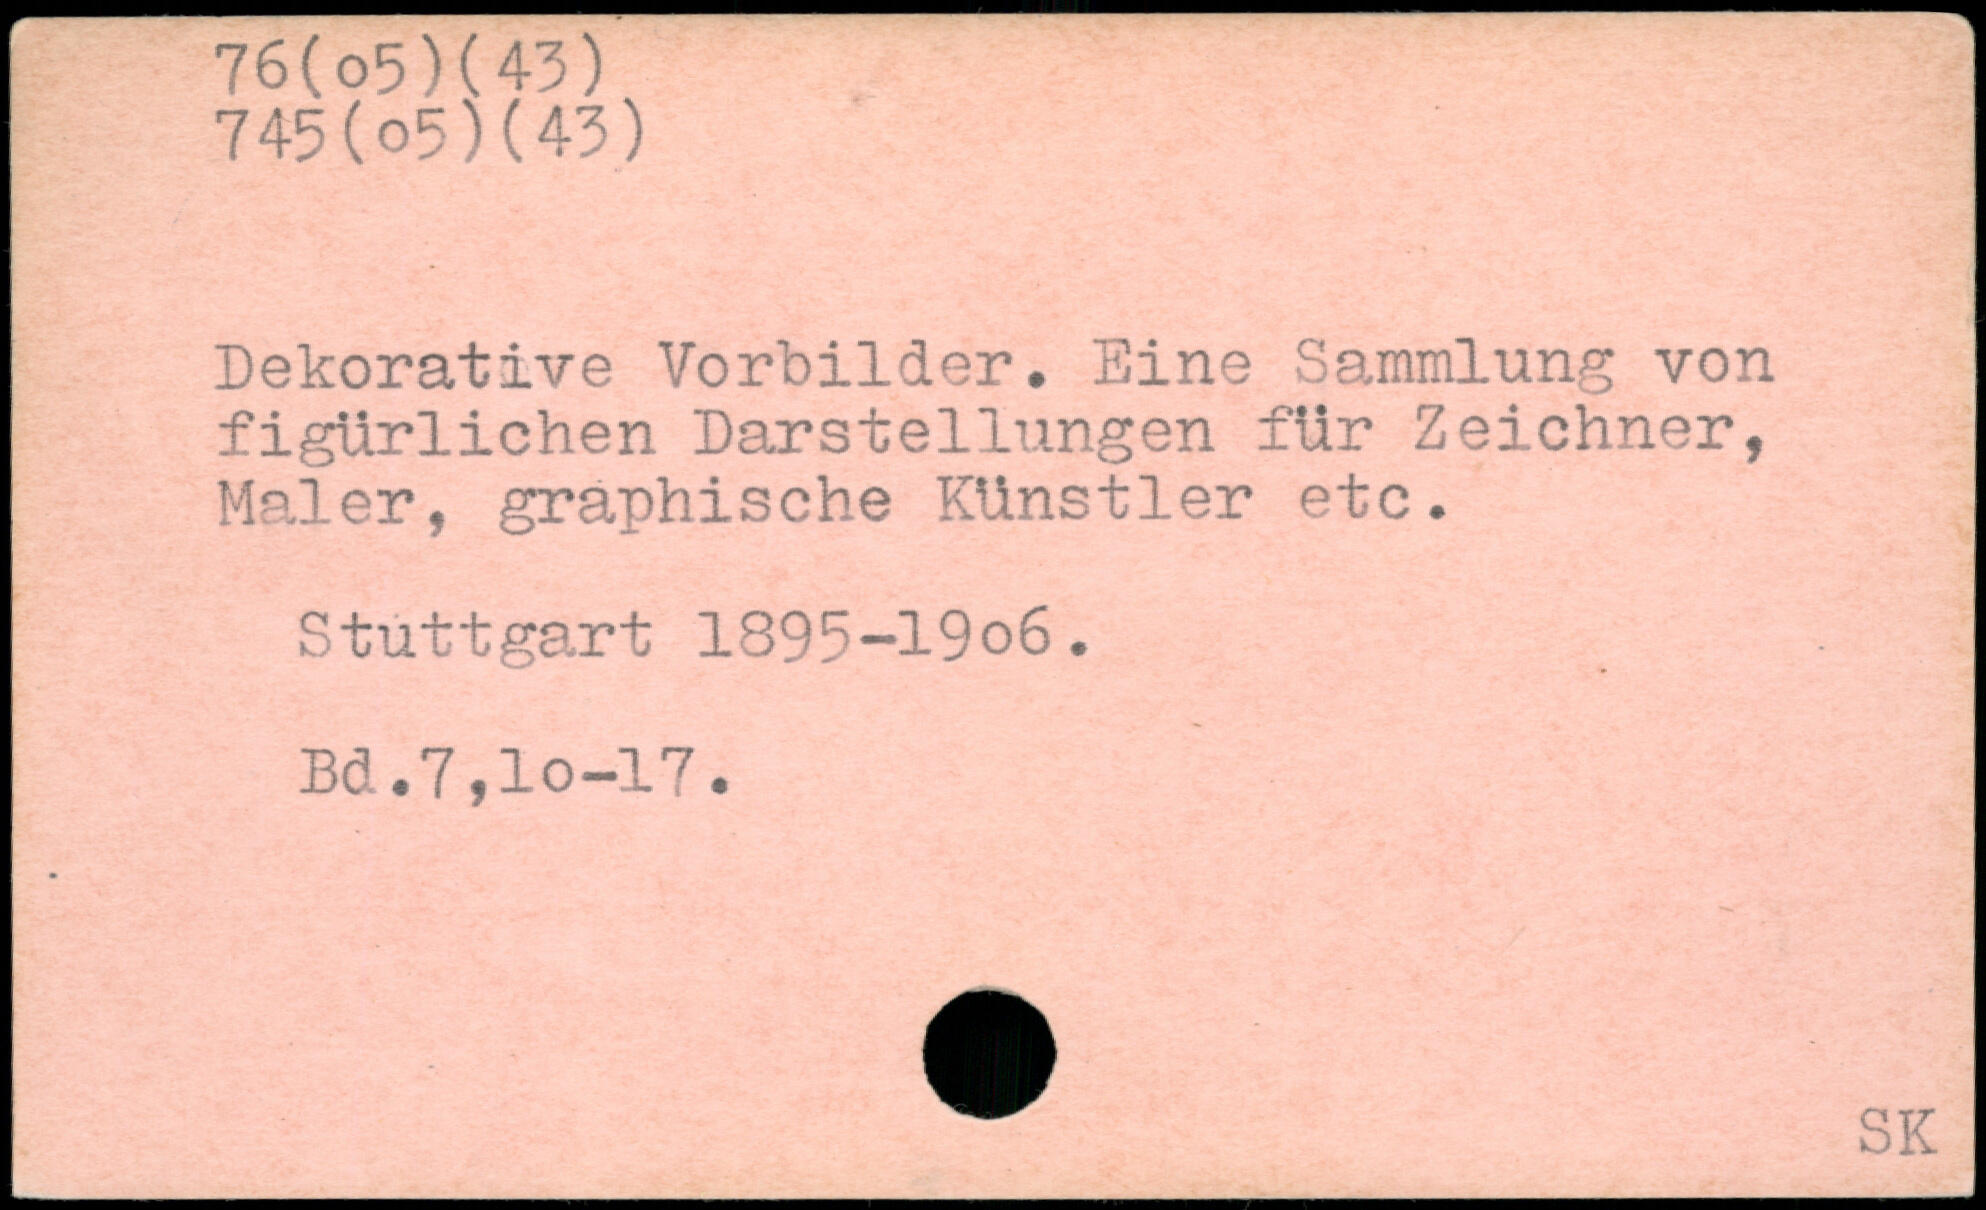 76(o5)(43)
745(o5)(43)
Dekorative Vorbilder. Eine Sammlung von
figürlichen Darstellungen für Zeichner,
Maler, graphische Künstler etc.
Stuttgart 1895-19o6.
Bd.7,lo-17.
SK